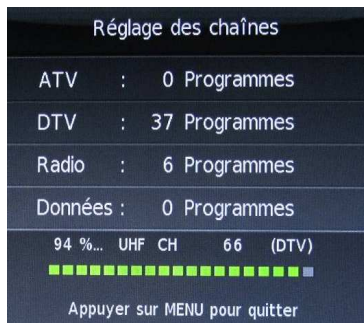 Réglage des chaînes
ATV : 0 Programmes
DTV : 37 Programmes
Radio : 6 Programmes
Données : 0 Programmes
94 %... UHF CH 66 (DTV)
Appuyer sur MENU pour quitter